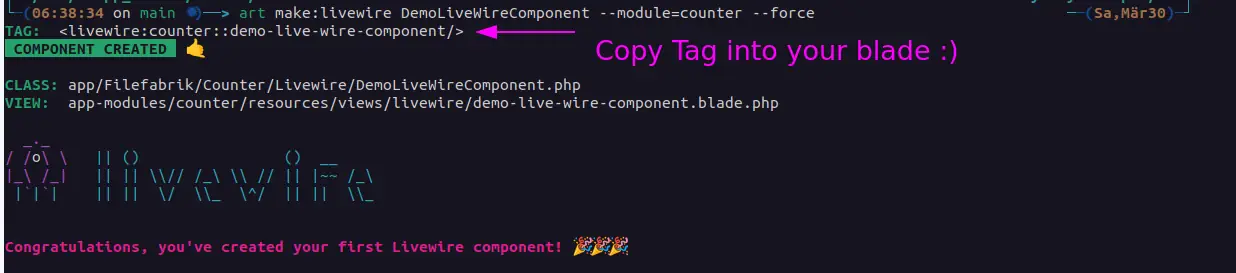 (06:38:34 on main )──> art make:livewire DemoLiveWireComponent --module=counter --force (Sa,Mär30)
TAG: <livewire:counter::demo-live-wire-component/>
COMPONENT CREATED 🤙
Copy Tag into your blade :)
CLASS: app/Filefabrik/Counter/Livewire/DemoLiveWireComponent.php
VIEW: app-modules/counter/resources/views/livewire/demo-live-wire-component.blade.php
  _._
/ /o\ \   || ()                ()  __
|_\ /_|   || || \\// /_\ \\ // || |~~ /_\
 |`|`|    || ||  \/  \\_  \^/  || ||  \\_
Congratulations, you've created your first Livewire component! 🎉🎉🎉